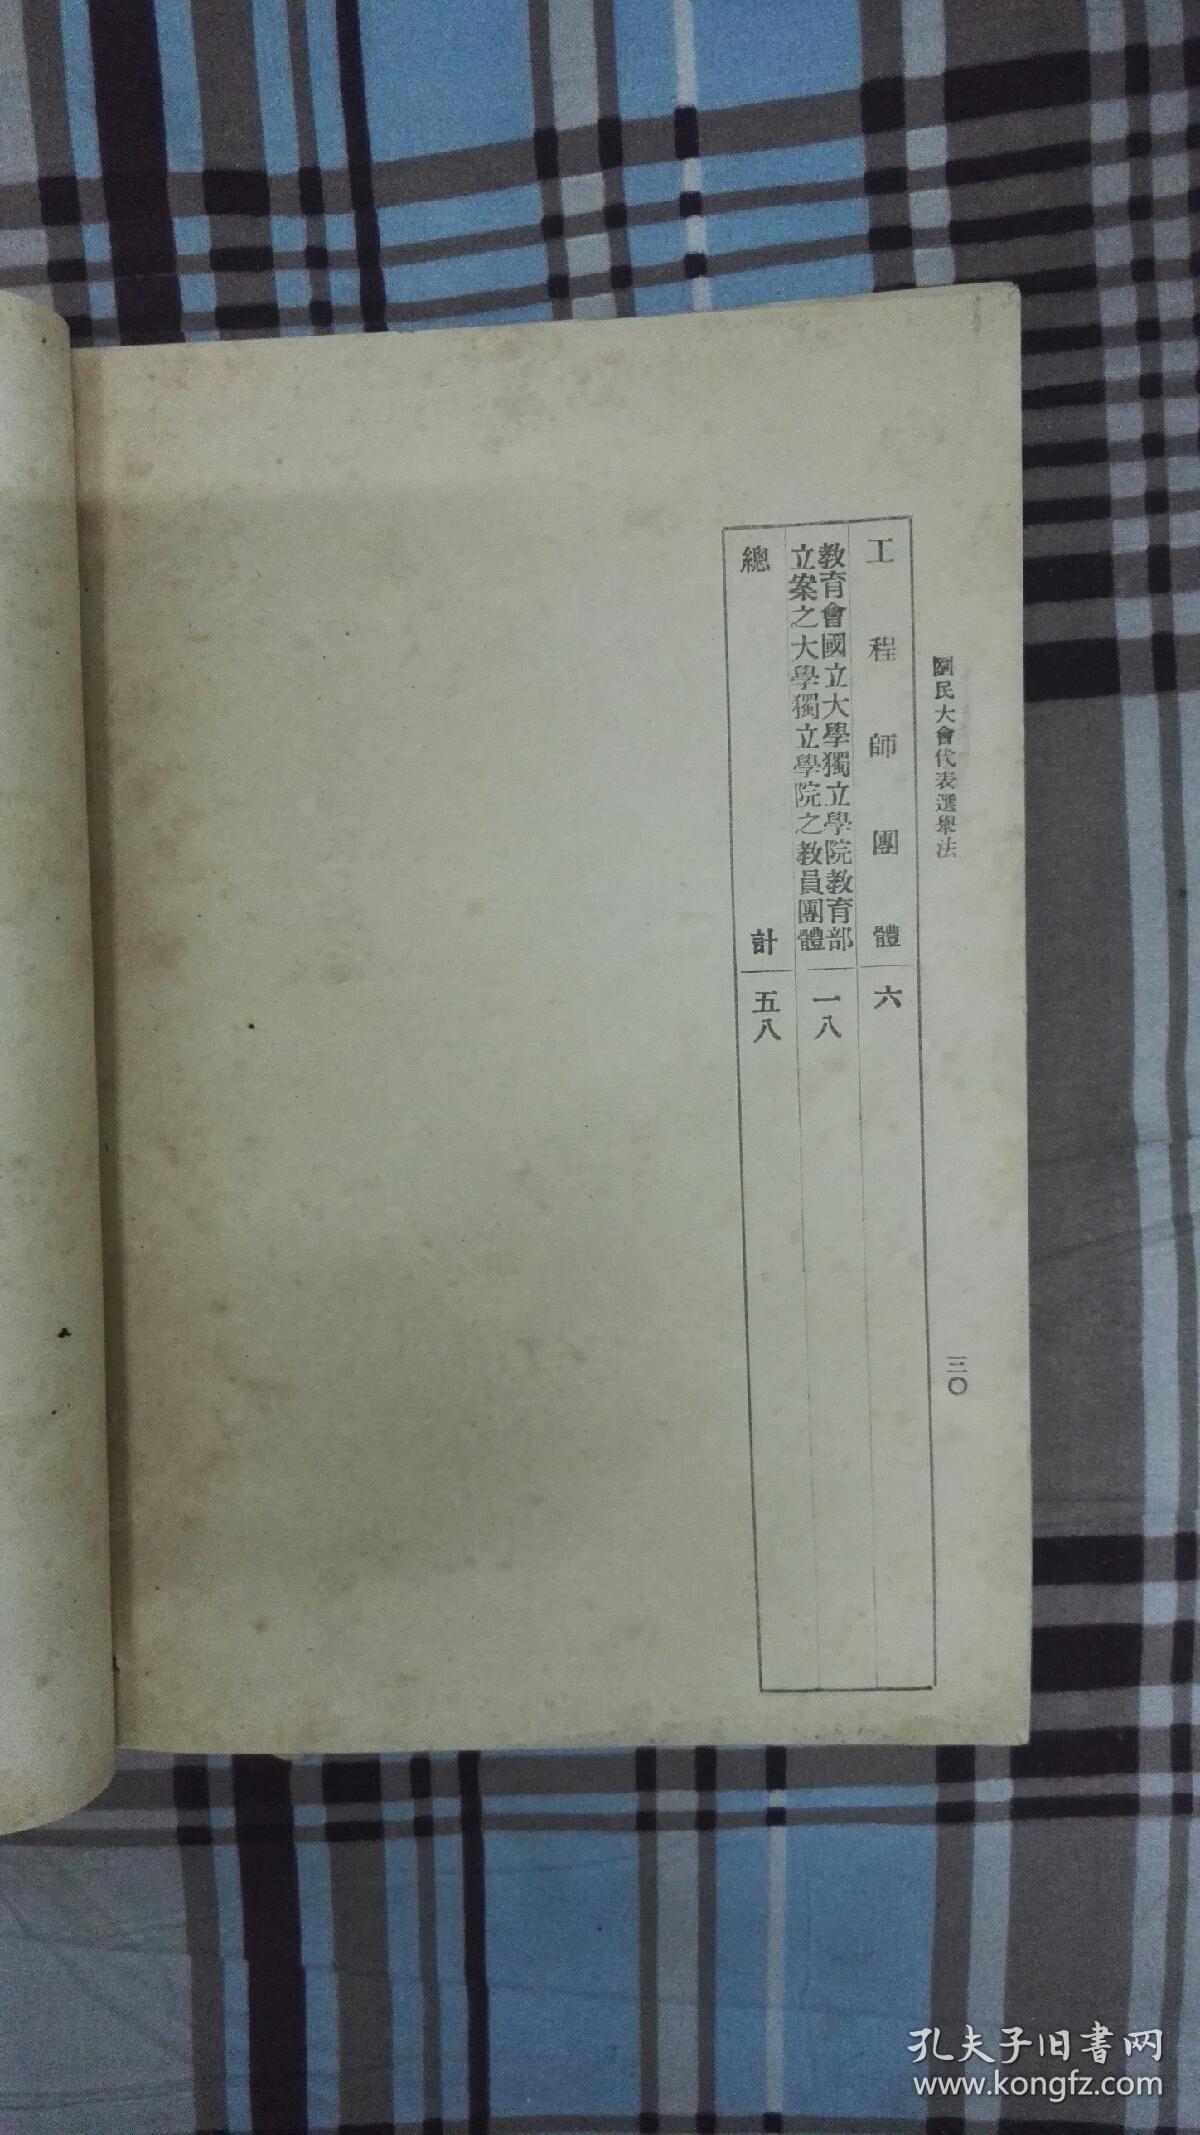 國民大會代表選舉法
三〇
工程師團體 六
教育會國立大學獨立學院教育部
立案之大學獨立學院之教員團體 一八
總計 五八
孔夫子旧书网
www.kongfz.com